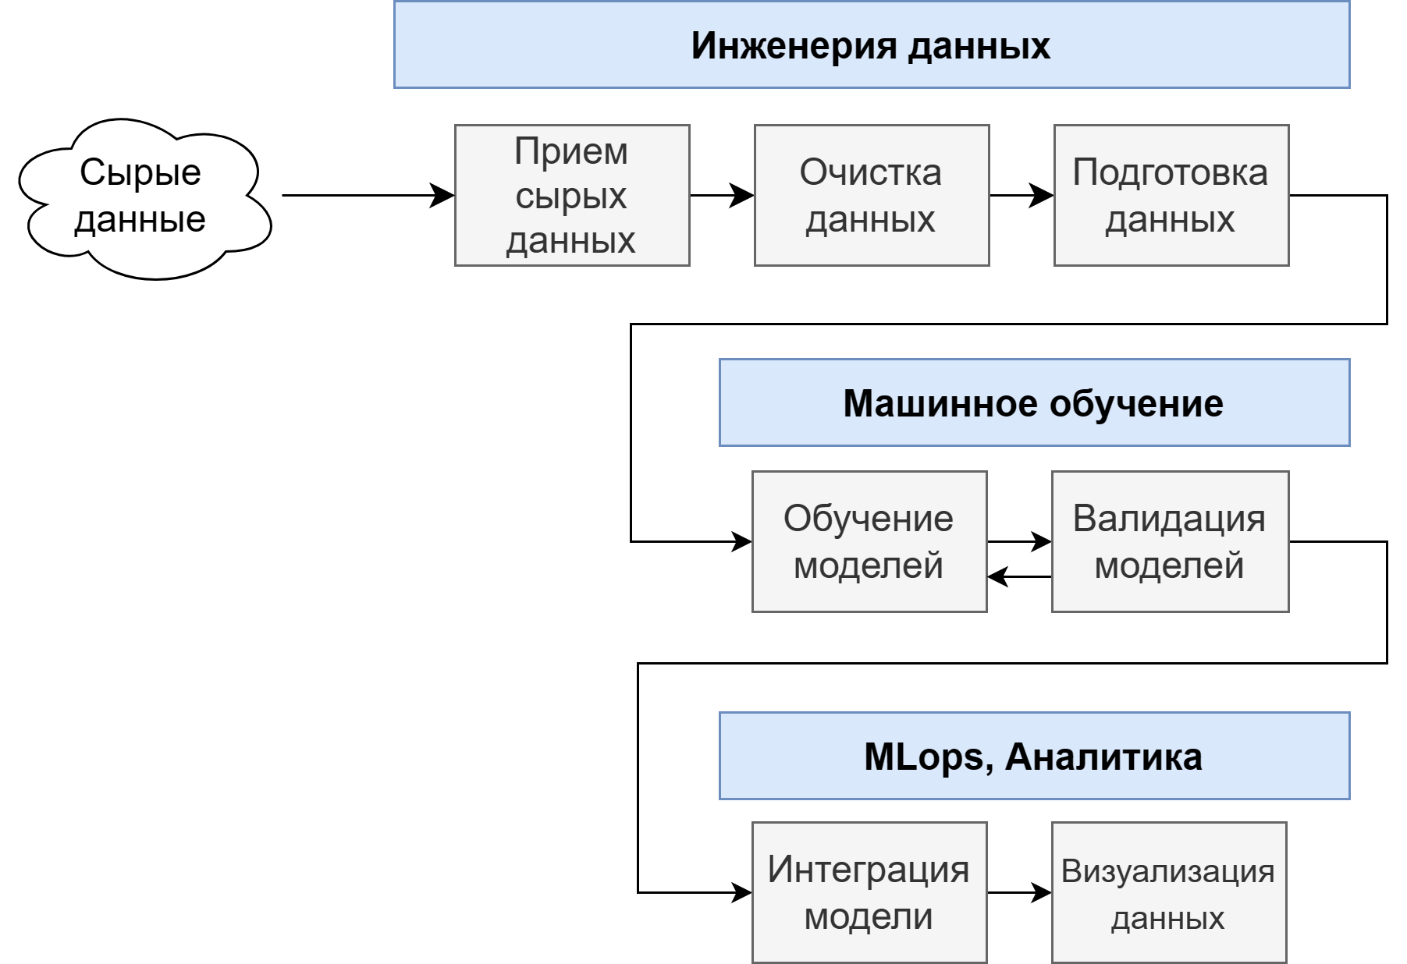 Инженерия данных
Сырые
данные
Прием
сырых
данных
Очистка
данных
Подготовка
данных
Машинное обучение
Обучение
моделей
Валидация
моделей
MLops, Аналитика
Интеграция
модели
Визуализация
данных